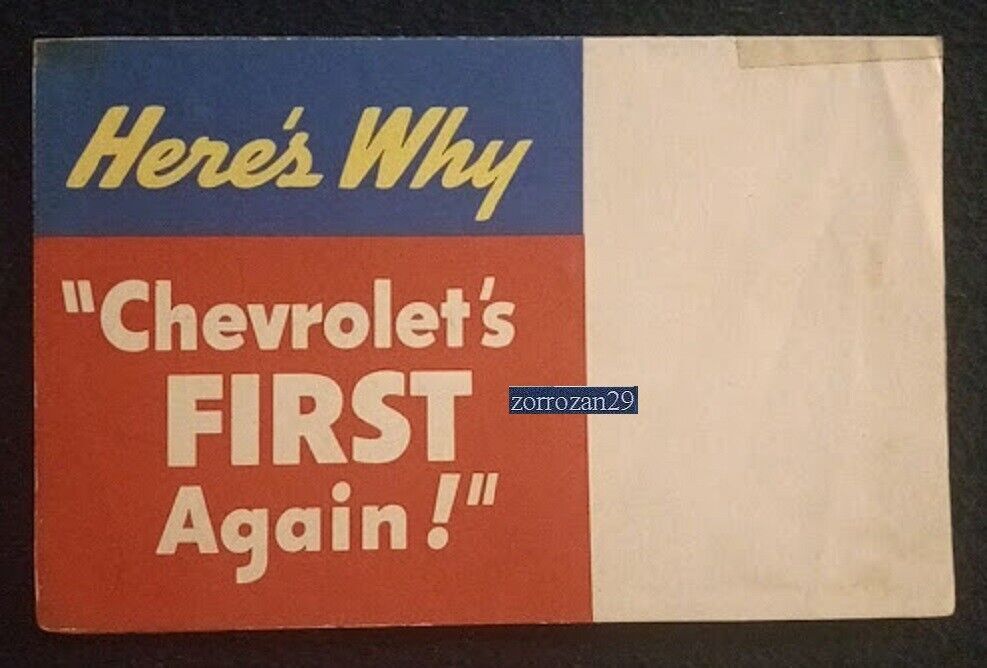 Here's Why
"Chevrolet's
FIRST
Again!"
zorrozan29